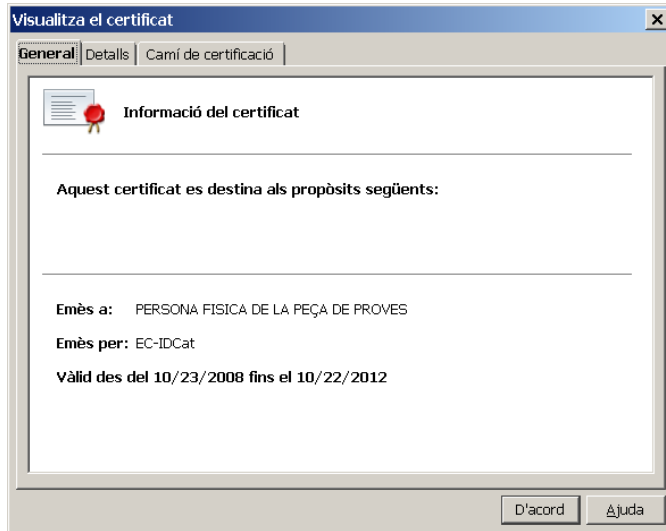 Visualitza el certificat
General Detalls Camí de certificació
Informació del certificat
Aquest certificat es destina als propòsits següents:
Emès a: PERSONA FISICA DE LA PEÇA DE PROVES
Emès per: EC-IDCat
Vàlid des del 10/23/2008 fins el 10/22/2012
D'acord Ajuda